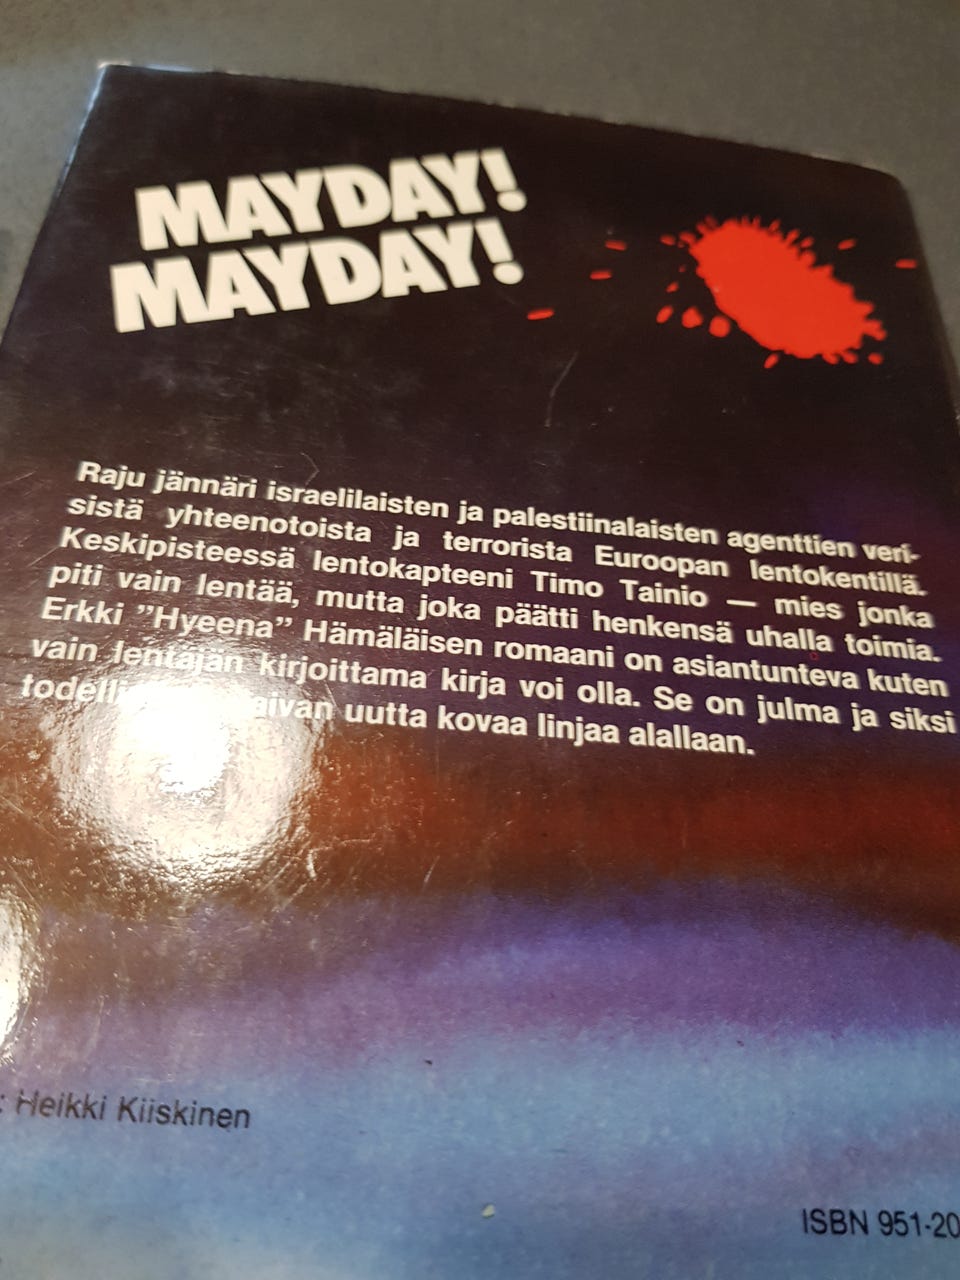 MAYDAY!
MAYDAY!
Raju jännäri israelilaisten ja palestiinalaisten agenttien veri-
sistä yhteenotoista ja terrorista Euroopan lentokentillä.
Keskipisteessä lentokapteeni Timo Tainio — mies jonka
piti vain lentää, mutta joka päätti henkensä uhalla toimia.
Erkki ”Hyeena” Hämäläisen romaani on asiantunteva kuten
vain lentäjän kirjoittama kirja voi olla. Se on julma ja siksi
uutta kovaa linjaa alallaan.
: Heikki Kiiskinen
ISBN 951-20